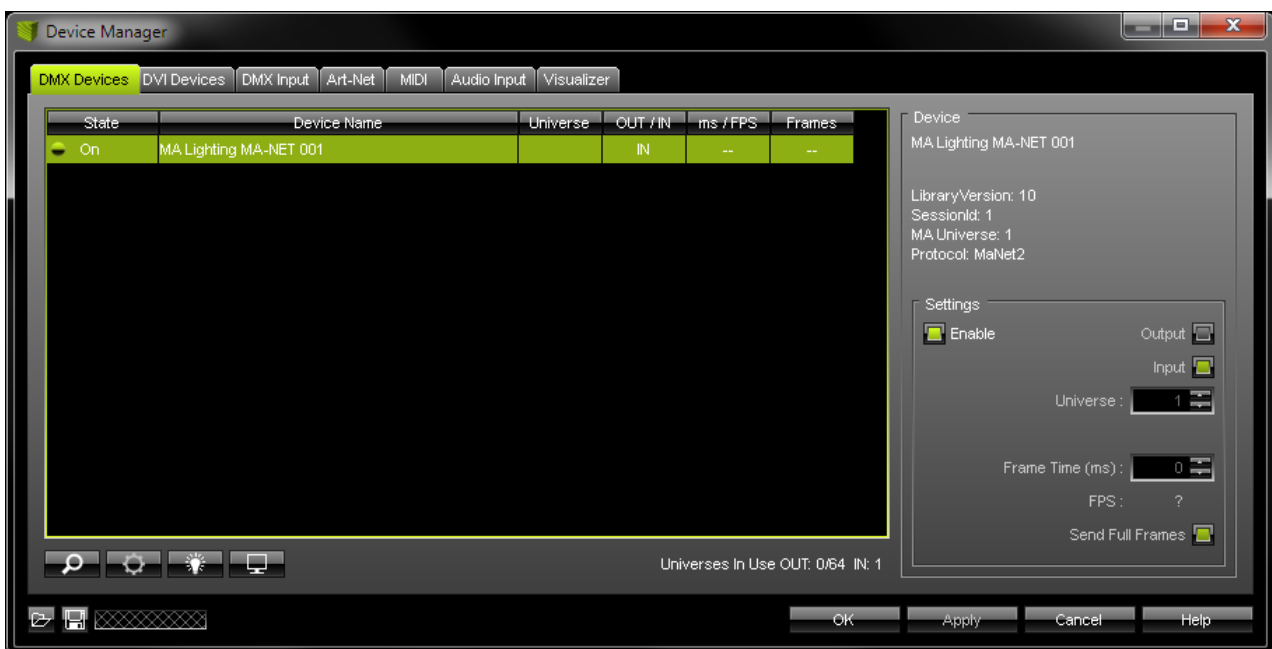 Device Manager
DMX Devices DVI Devices DMX Input Art-Net MIDI Audio Input Visualizer
State Device Name Universe OUT / IN ms / FPS Frames
On MA Lighting MA-NET 001 IN -- --
Device
MA Lighting MA-NET 001
LibraryVersion: 10
SessionId: 1
MA Universe: 1
Protocol: MaNet2
Settings
Enable Output
Input
Universe : 1
Frame Time (ms) : 0
FPS : ?
Send Full Frames
Universes In Use OUT: 0/64 IN: 1
OK Apply Cancel Help